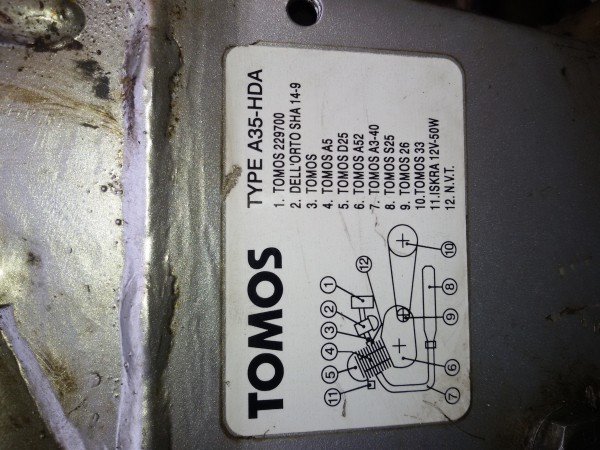 TOMOS TYPE A35-HDA
1. TOMOS 229700
2. DELL'ORTO SHA 14-9
3. TOMOS
4. TOMOS A5
5. TOMOS D25
6. TOMOS A52
7. TOMOS A3-40
8. TOMOS S25
9. TOMOS 26
10. TOMOS 33
11. ISKRA 12V-50W
12. N.V.T.
1
2
3
4
5
11
12
10
9
8
6
7